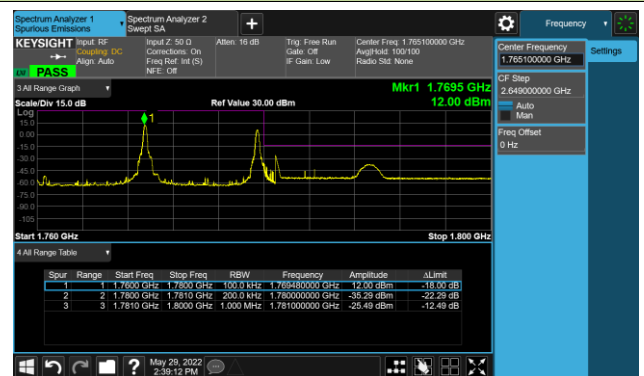 Spectrum Analyzer 1
Spurious Emissions
Spectrum Analyzer 2
Swept SA
Frequency
KEYSIGHT
Input: RF
Coupling: DC
Align: Auto
Input Z: 50 Ω
Corrections: On
Freq Ref: Int (S)
NFE: Off
Atten: 16 dB
Trig: Free Run
Gate: Off
IF Gain: Low
Center Freq: 1.765100000 GHz
Avg|Hold: 100/100
Radio Std: None
PASS
Center Frequency
1.765100000 GHz
Settings
CF Step
2.649000000 GHz
Auto
Man
Freq Offset
0 Hz
3 All Range Graph
Mkr1 1.7695 GHz
Scale/Div 15.0 dB
Ref Value 30.00 dBm
12.00 dBm
Log
15.0
0.00
-15.0
-30.0
-45.0
-60.0
-75.0
-90.0
-105
1
Start 1.760 GHz
Stop 1.800 GHz
4 All Range Table
Spur Range Start Freq Stop Freq RBW Frequency Amplitude ΔLimit
1 1 1.7600 GHz 1.7800 GHz 100.0 kHz 1.769480000 GHz 12.00 dBm -18.00 dB
2 2 1.7800 GHz 1.7810 GHz 200.0 kHz 1.780000000 GHz -35.29 dBm -22.29 dB
3 3 1.7810 GHz 1.8000 GHz 1.000 MHz 1.781000000 GHz -25.49 dBm -12.49 dB
May 29, 2022
2:39:12 PM